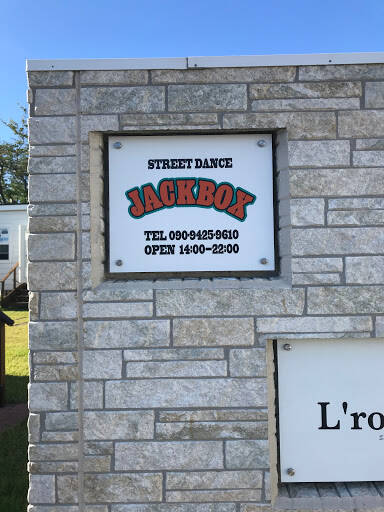 STREET DANCE
JACKBOX
TEL 090-9425-9610
OPEN 14:00-22:00
L'ro